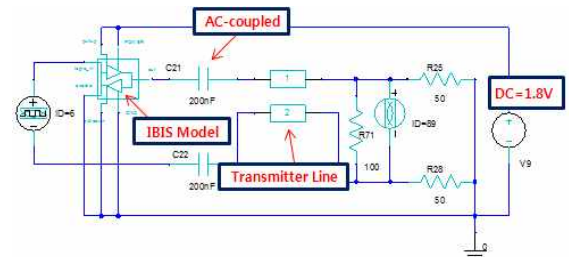 AC-coupled
C21
200nF
1
R25
50
DC=1.8V
ID=6
IBIS Model
2
R71
100
ID=89
V9
C22
200nF
Transmitter Line
R28
50
0